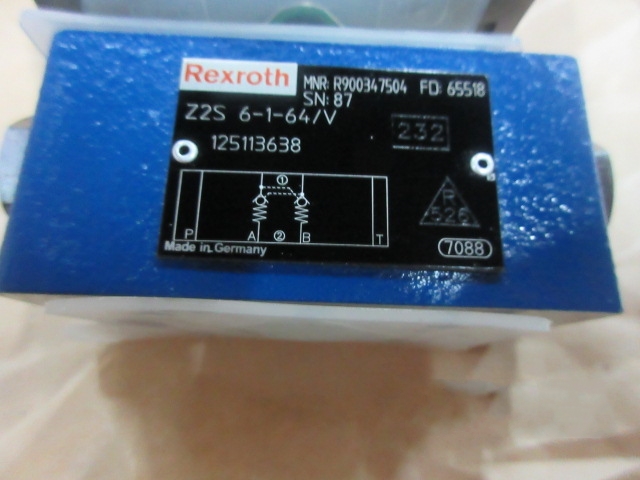 Rexroth MNR: R900347504 FD: 65518
SN: 87
Z2S 6-1-64/V
232
125113638
1
R
526
P A 2 B T
Made in Germany
7088